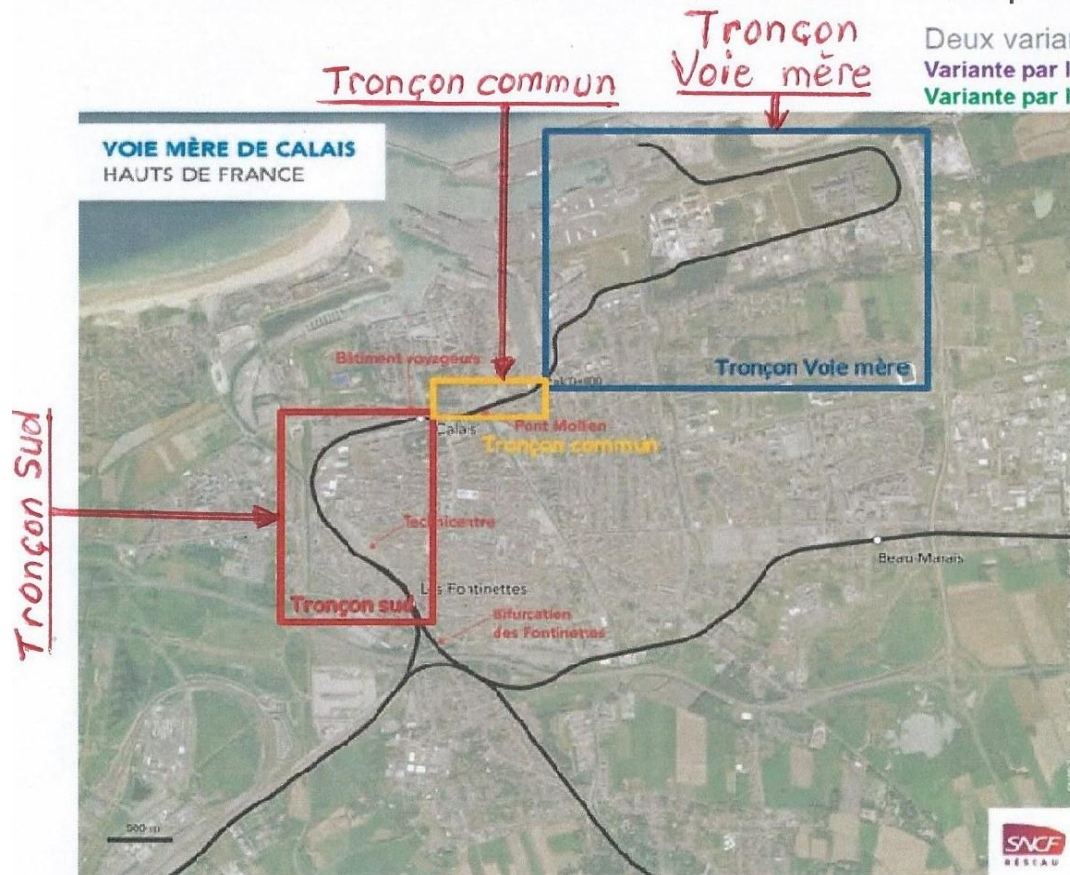 Tronçon
Voie mère
Tronçon commun
Deux varian
Variante par l
Variante par l
VOIE MÈRE DE CALAIS
HAUTS DE FRANCE
Bâtiment voyageurs
Tronçon Voie mère
Calais
Pont Mollien
Tronçon commun
Tronçon Sud
Technicentre
Beau-Marais
Les Fontinettes
Tronçon sud
Bifurcation
des Fontinettes
500 m
SNCF
RÉSEAU